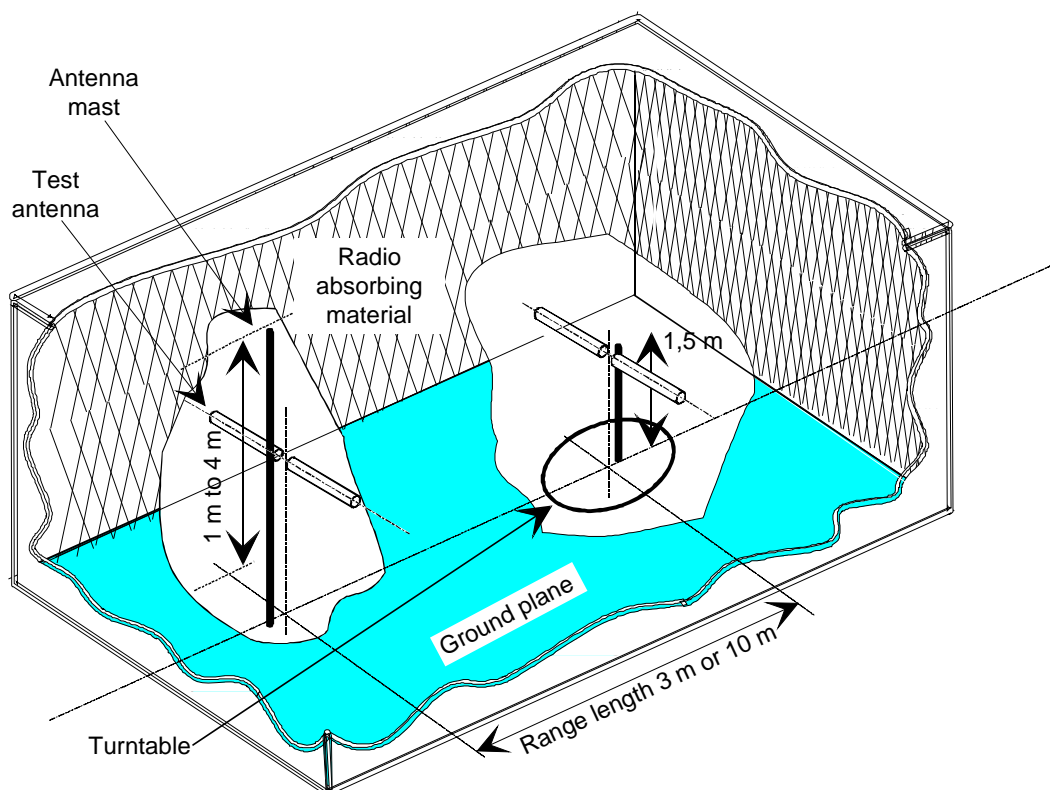 Antenna
mast
Test
antenna
Radio
absorbing
material
1,5 m
1 m to 4 m
Ground plane
Range length 3 m or 10 m
Turntable